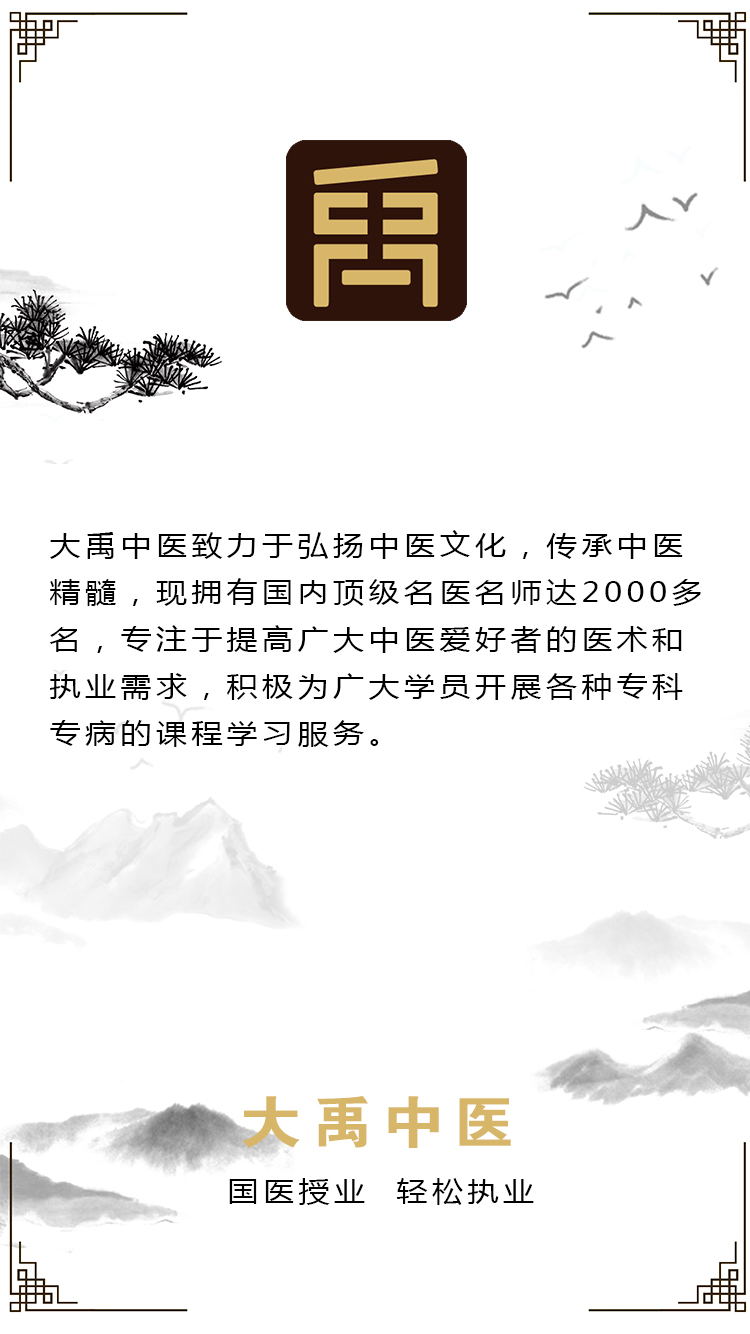 禹
大禹中医致力于弘扬中医文化，传承中医
精髓，现拥有国内顶级名医名师达2000多
名，专注于提高广大中医爱好者的医术和
执业需求，积极为广大学员开展各种专科
专病的课程学习服务。
大禹中医
国医授业 轻松执业